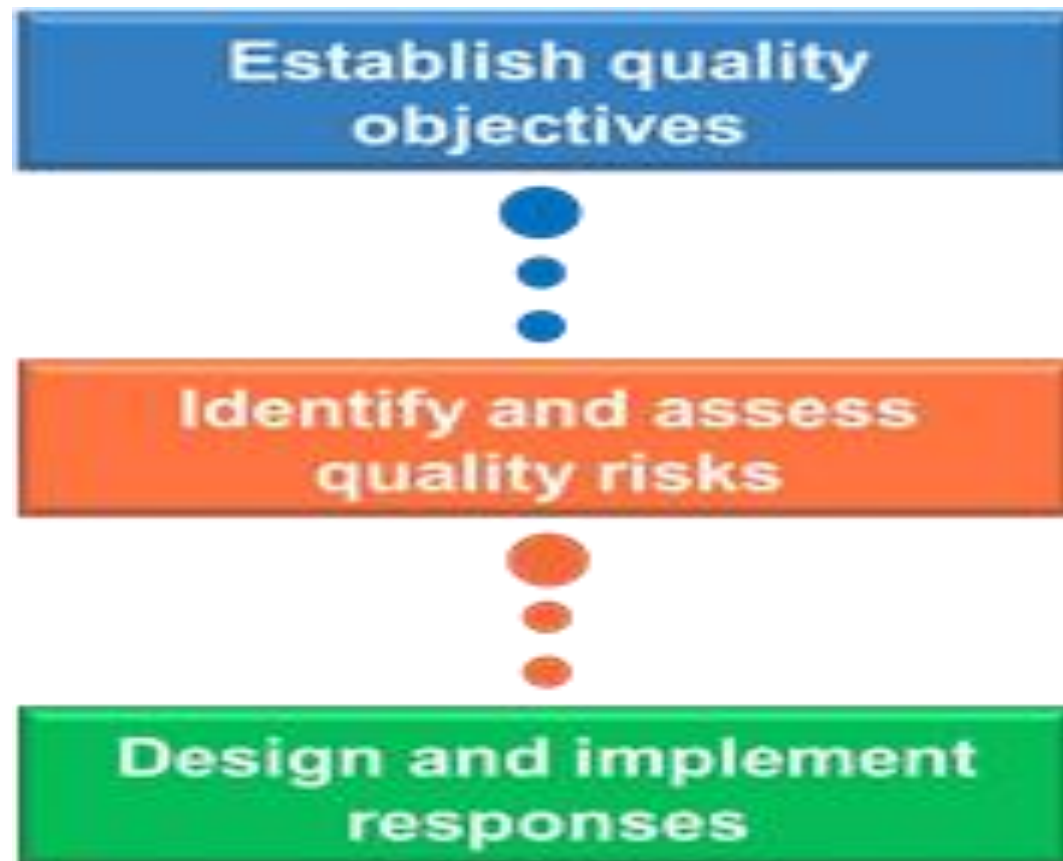 Establish quality
objectives
Identify and assess
quality risks
Design and implement
responses